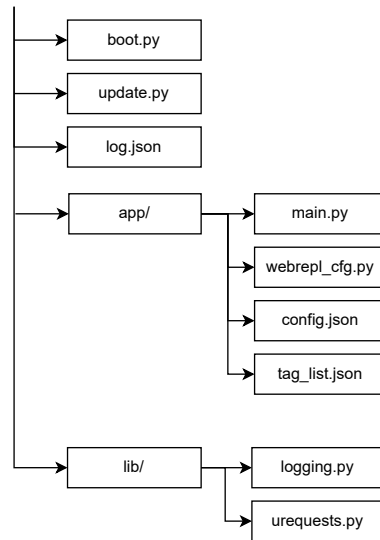 boot.py
update.py
log.json
app/
main.py
webrepl_cfg.py
config.json
tag_list.json
lib/
logging.py
urequests.py